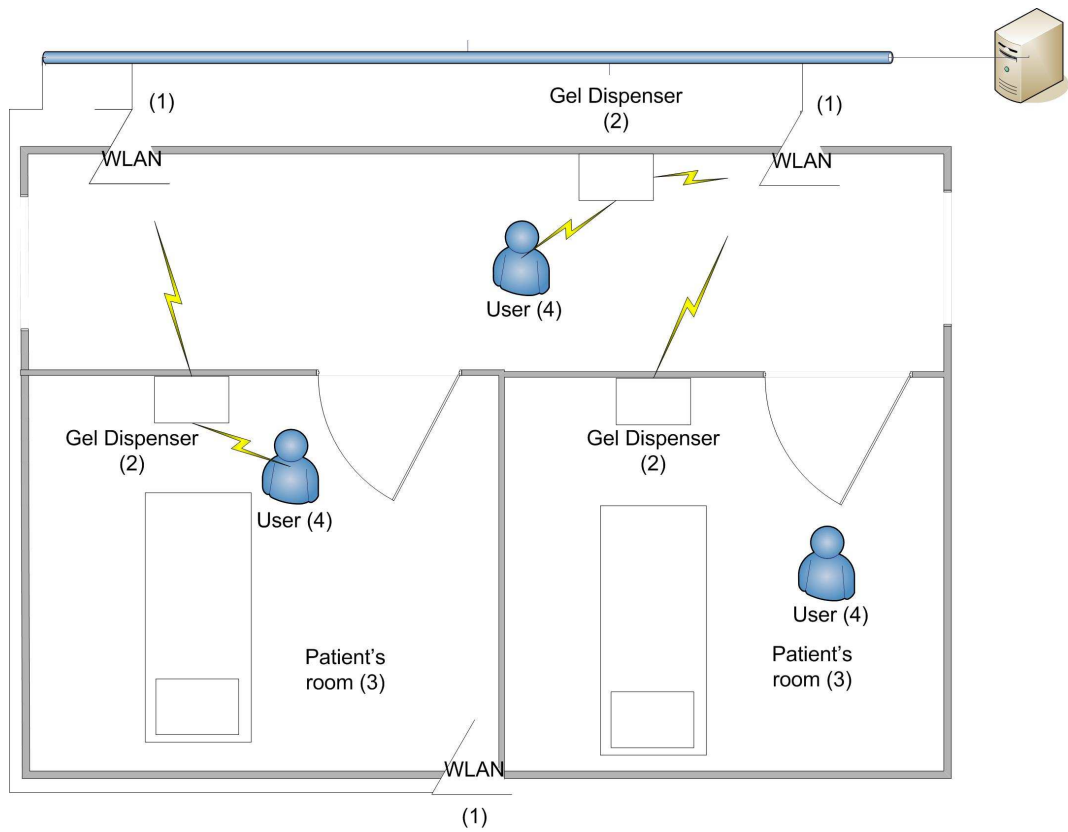 (1)
Gel Dispenser
(2)
(1)
WLAN
WLAN
User (4)
Gel Dispenser
(2)
Gel Dispenser
(2)
User (4)
User (4)
Patient's
room (3)
Patient's
room (3)
WLAN
(1)